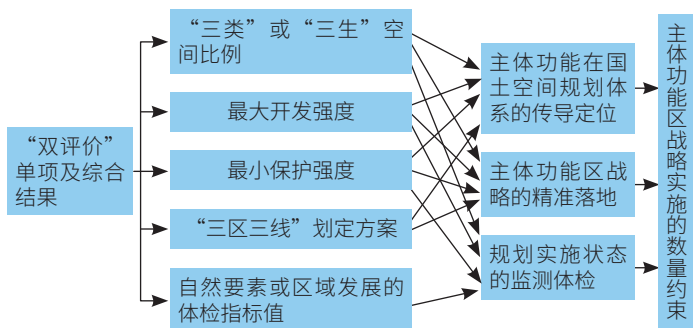 “双评价”
单项及综合
结果
“三类”或“三生”空
间比例
最大开发强度
最小保护强度
“三区三线”划定方案
自然要素或区域发展的
体检指标值
主体功能在国
土空间规划体
系的传导定位
主体功能区战
略的精准落地
规划实施状态
的监测体检
主体功能区战略实施的数量约束